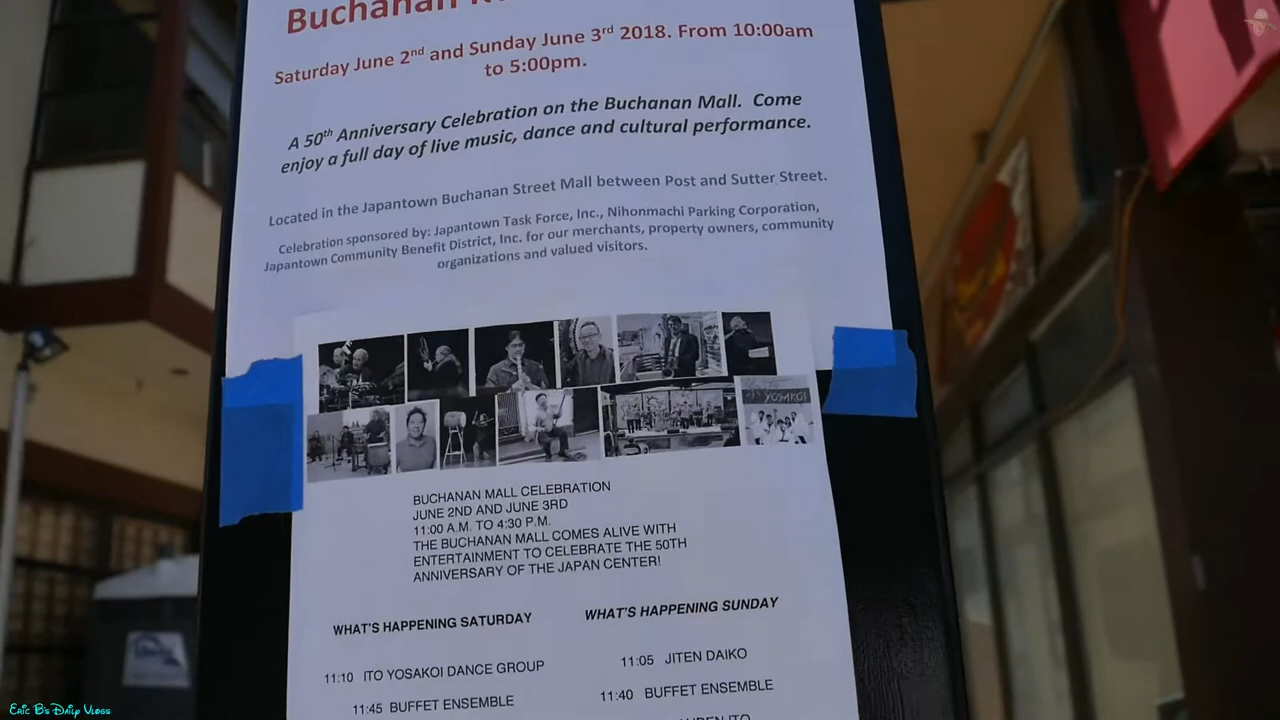 Buchanan
Saturday June 2nd and Sunday June 3rd 2018. From 10:00am
to 5:00pm.
A 50th Anniversary Celebration on the Buchanan Mall. Come
enjoy a full day of live music, dance and cultural performance.
Located in the Japantown Buchanan Street Mall between Post and Sutter Street.
Celebration sponsored by: Japantown Task Force, Inc., Nihonmachi Parking Corporation,
Japantown Community Benefit District, Inc. for our merchants, property owners, community
organizations and valued visitors.
YOSAKOI
BUCHANAN MALL CELEBRATION
JUNE 2ND AND JUNE 3RD
11:00 A.M. TO 4:30 P.M.
THE BUCHANAN MALL COMES ALIVE WITH
ENTERTAINMENT TO CELEBRATE THE 50TH
ANNIVERSARY OF THE JAPAN CENTER!
WHAT'S HAPPENING SATURDAY
11:10 ITO YOSAKOI DANCE GROUP
11:45 BUFFET ENSEMBLE
WHAT'S HAPPENING SUNDAY
11:05 JITEN DAIKO
11:40 BUFFET ENSEMBLE
ITO
Eric B's Daily Vlogs